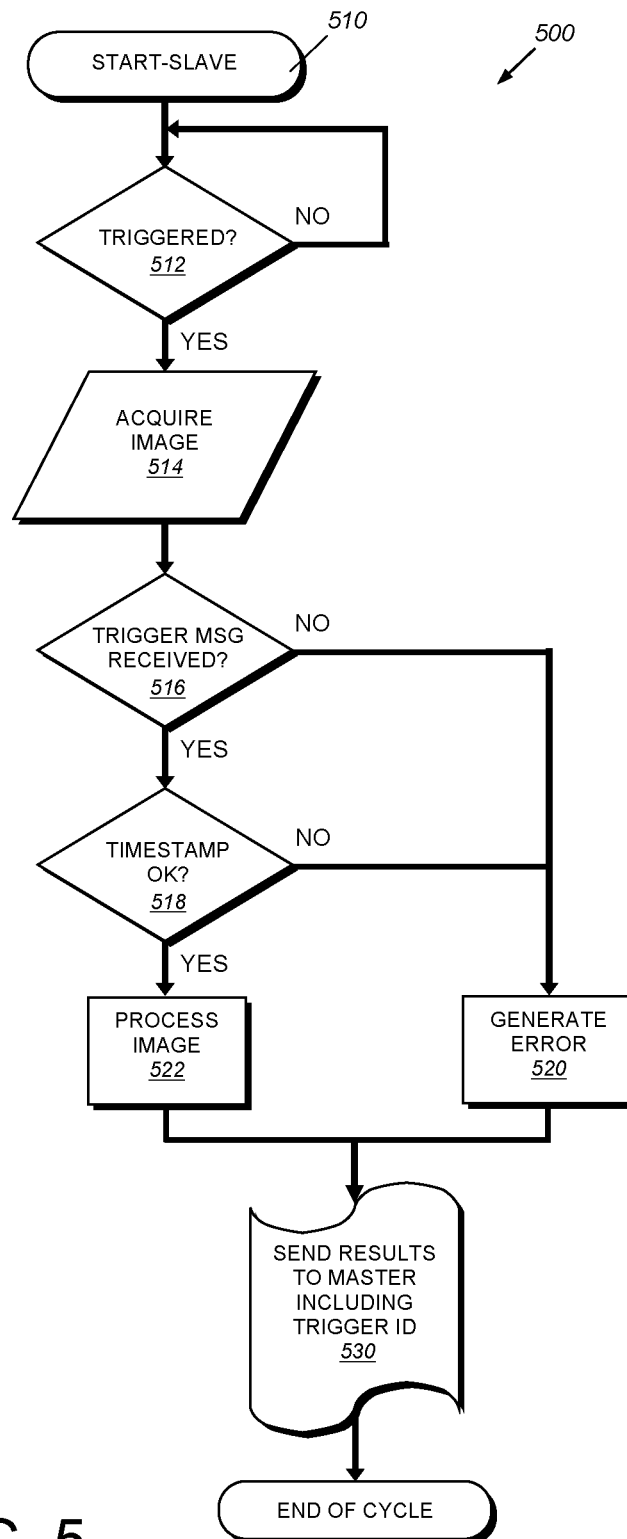 START-SLAVE
510
500
TRIGGERED?
512
NO
YES
ACQUIRE
IMAGE
514
TRIGGER MSG
RECEIVED?
516
NO
YES
TIMESTAMP
OK?
518
NO
YES
PROCESS
IMAGE
522
GENERATE
ERROR
520
SEND RESULTS
TO MASTER
INCLUDING
TRIGGER ID
530
END OF CYCLE
5